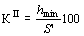 K^II = h_min / S' 100